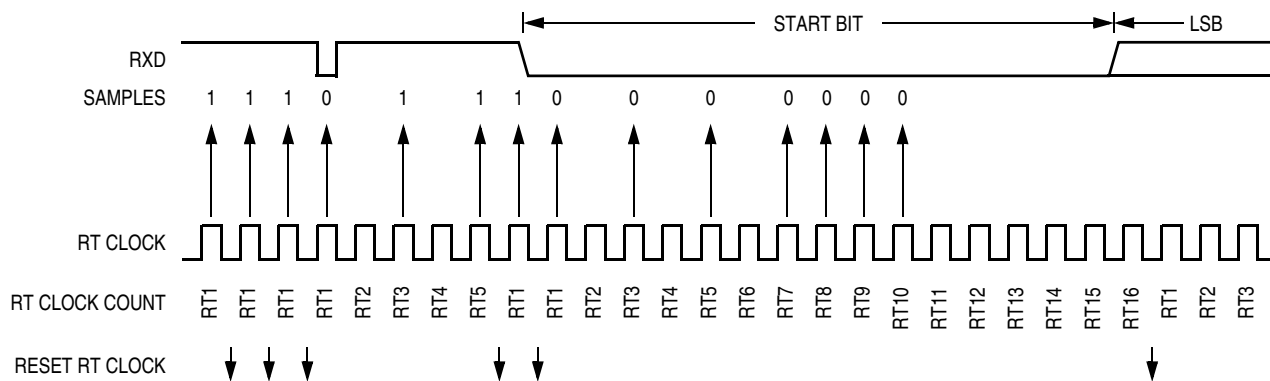 START BIT LSB
RXD
SAMPLES 1 1 1 0 1 1 1 0 0 0 0 0 0 0
RT CLOCK
RT CLOCK COUNT RT1 RT1 RT1 RT1 RT2 RT3 RT4 RT5 RT1 RT1 RT2 RT3 RT4 RT5 RT6 RT7 RT8 RT9 RT10 RT11 RT12 RT13 RT14 RT15 RT16 RT1 RT2 RT3
RESET RT CLOCK